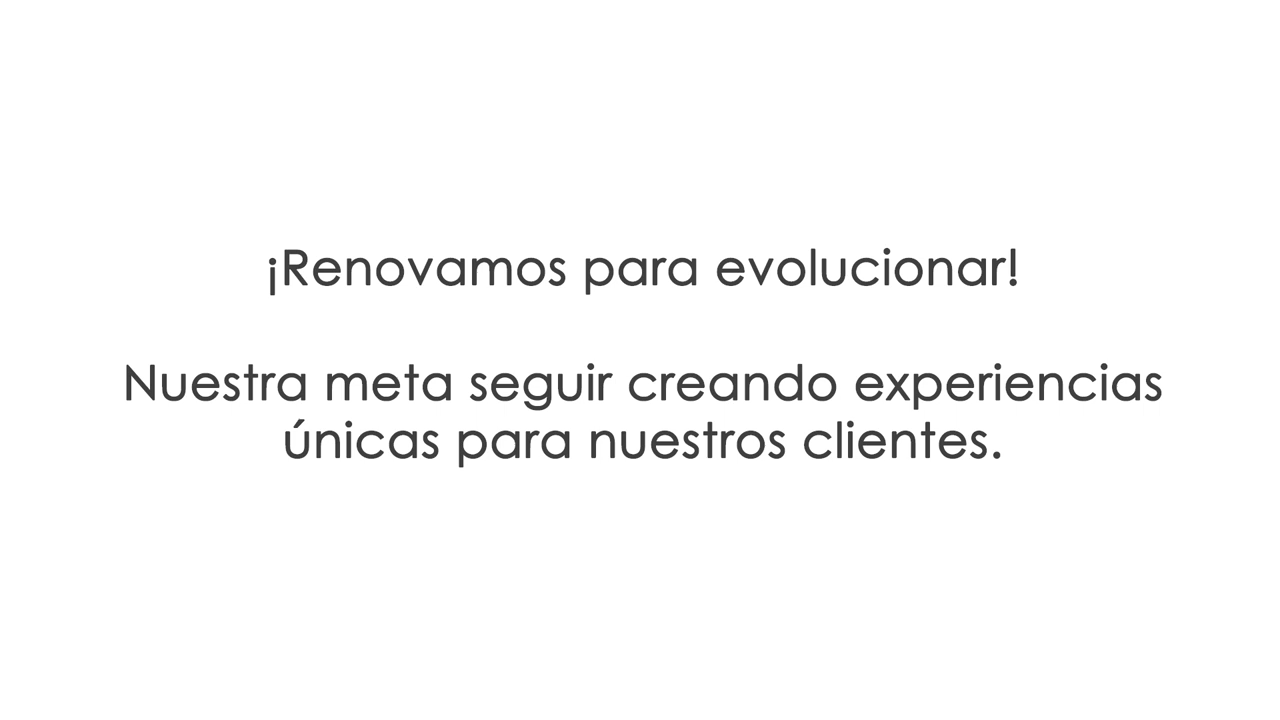 ¡Renovamos para evolucionar!
Nuestra meta seguir creando experiencias
únicas para nuestros clientes.